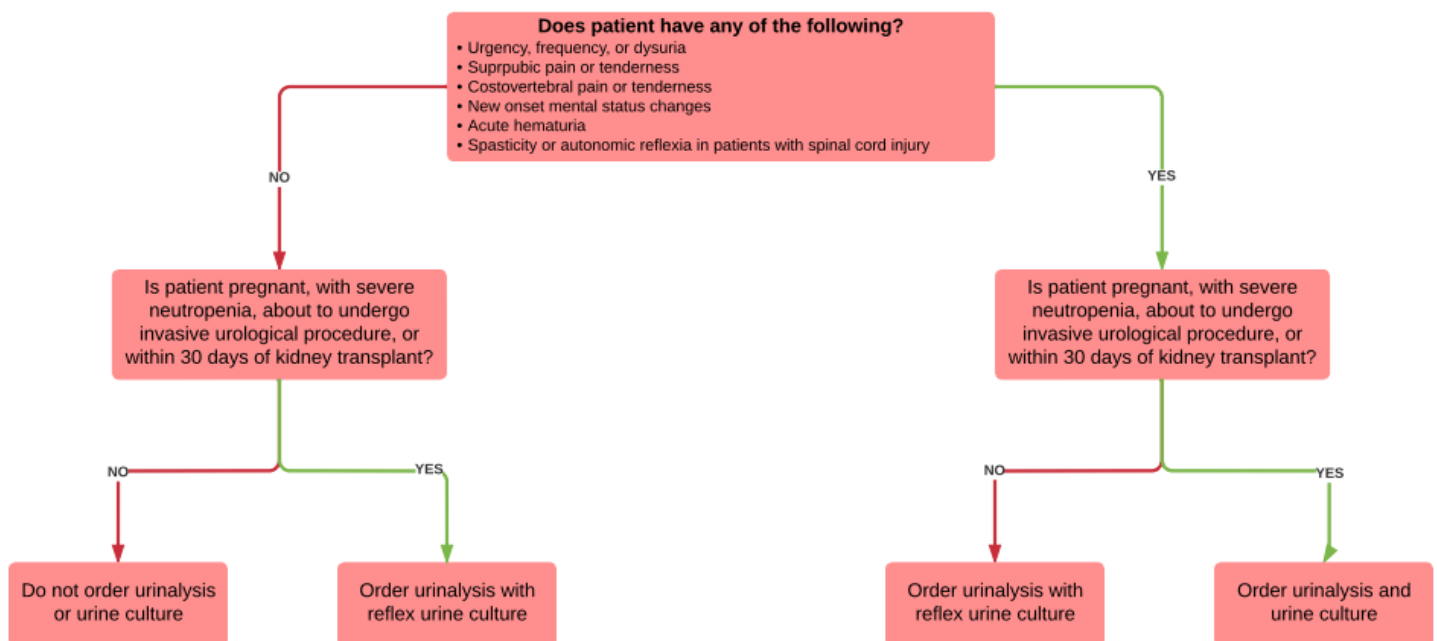 Does patient have any of the following?
• Urgency, frequency, or dysuria
• Suprpubic pain or tenderness
• Costovertebral pain or tenderness
• New onset mental status changes
• Acute hematuria
• Spasticity or autonomic reflexia in patients with spinal cord injury
NO
YES
Is patient pregnant, with severe
neutropenia, about to undergo
invasive urological procedure, or
within 30 days of kidney transplant?
Is patient pregnant, with severe
neutropenia, about to undergo
invasive urological procedure, or
within 30 days of kidney transplant?
NO
YES
NO
YES
Do not order urinalysis
or urine culture
Order urinalysis with
reflex urine culture
Order urinalysis with
reflex urine culture
Order urinalysis and
urine culture